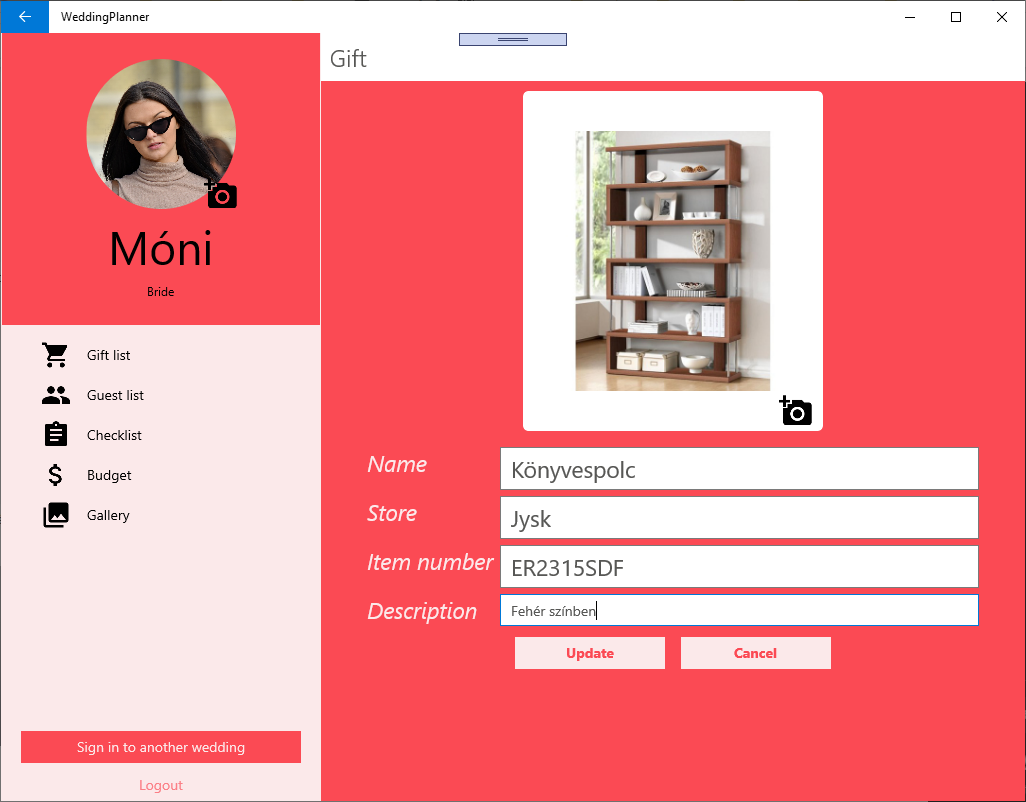 WeddingPlanner
Gift
Móni
Bride
Gift list
Guest list
Checklist
Budget
Gallery
Sign in to another wedding
Logout
Name
Könyvespolc
Store
Jysk
Item number
ER2315SDF
Description
Fehér színben
Update
Cancel